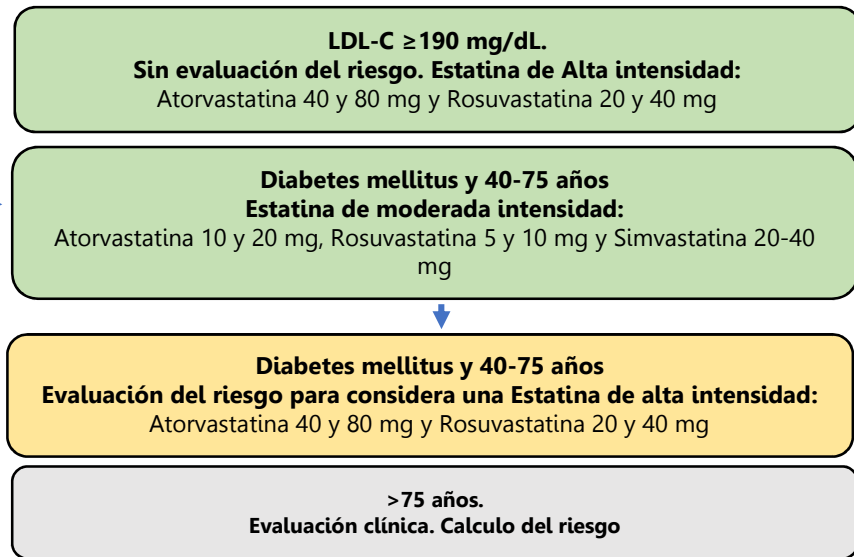 LDL-C ≥190 mg/dL.
Sin evaluación del riesgo. Estatina de Alta intensidad:
Atorvastatina 40 y 80 mg y Rosuvastatina 20 y 40 mg
Diabetes mellitus y 40-75 años
Estatina de moderada intensidad:
Atorvastatina 10 y 20 mg, Rosuvastatina 5 y 10 mg y Simvastatina 20-40
mg
Diabetes mellitus y 40-75 años
Evaluación del riesgo para considera una Estatina de alta intensidad:
Atorvastatina 40 y 80 mg y Rosuvastatina 20 y 40 mg
>75 años.
Evaluación clínica. Calculo del riesgo